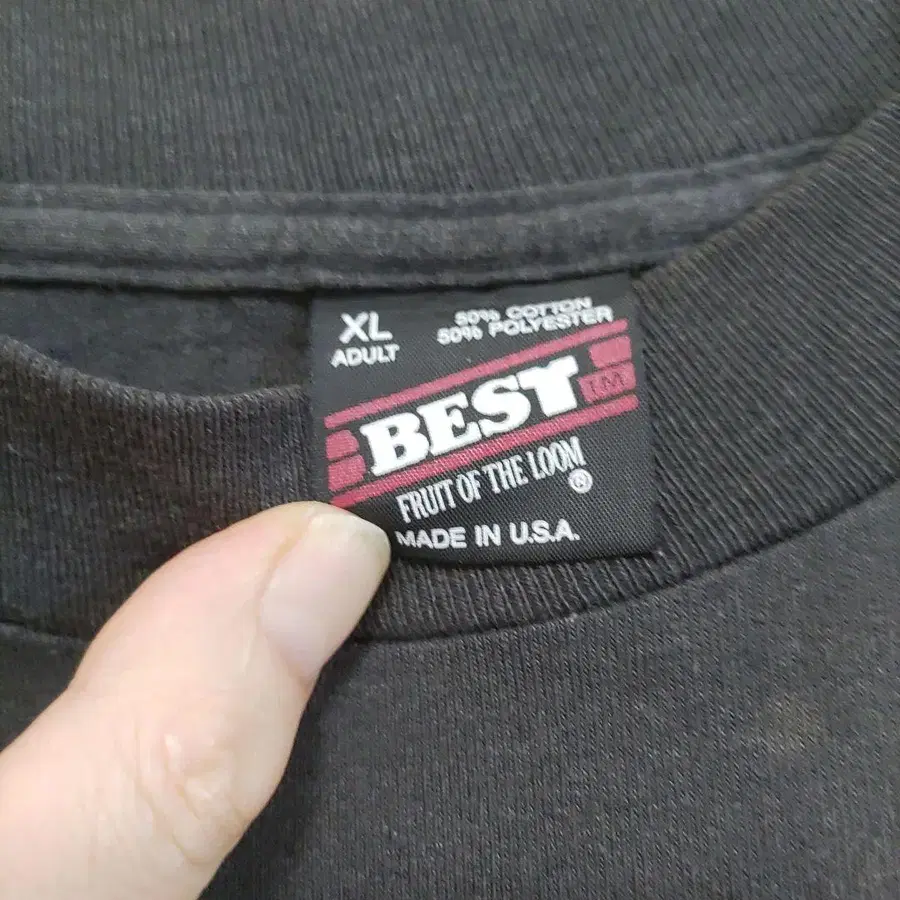 XL
ADULT
50% COTTON
50% POLYESTER
BEST TM
FRUIT OF THE LOOM ®
MADE IN U.S.A.